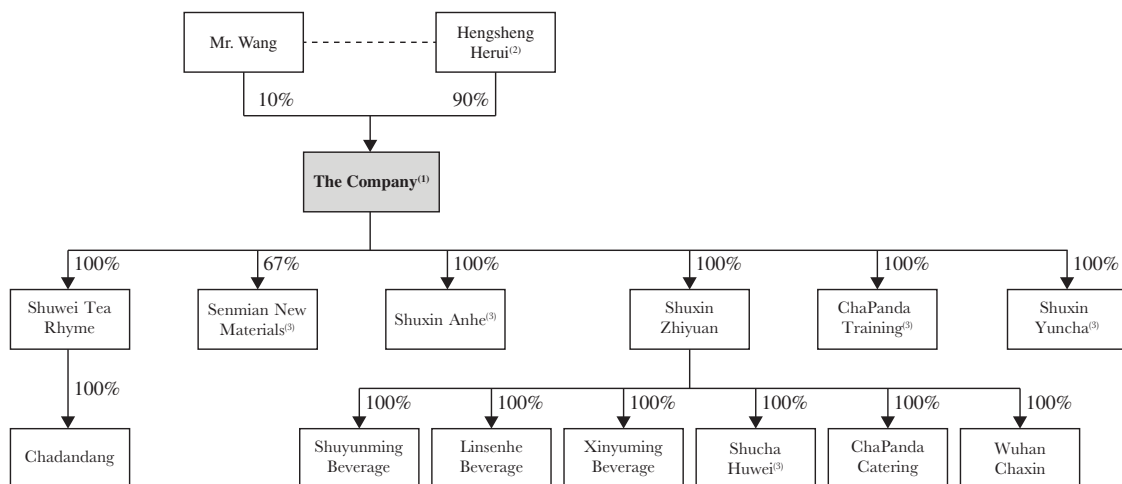 Mr. Wang
Hengsheng
Herui(2)
10%
90%
The Company(1)
100%
67%
100%
100%
100%
100%
Shuwei Tea
Rhyme
Senmian New
Materials(3)
Shuxin Anhe(3)
Shuxin
Zhiyuan
ChaPanda
Training(3)
Shuxin
Yuncha(3)
100%
100%
100%
100%
100%
100%
100%
Chadandang
Shuyunming
Beverage
Linsenhe
Beverage
Xinyuming
Beverage
Shucha
Huwei(3)
ChaPanda
Catering
Wuhan
Chaxin